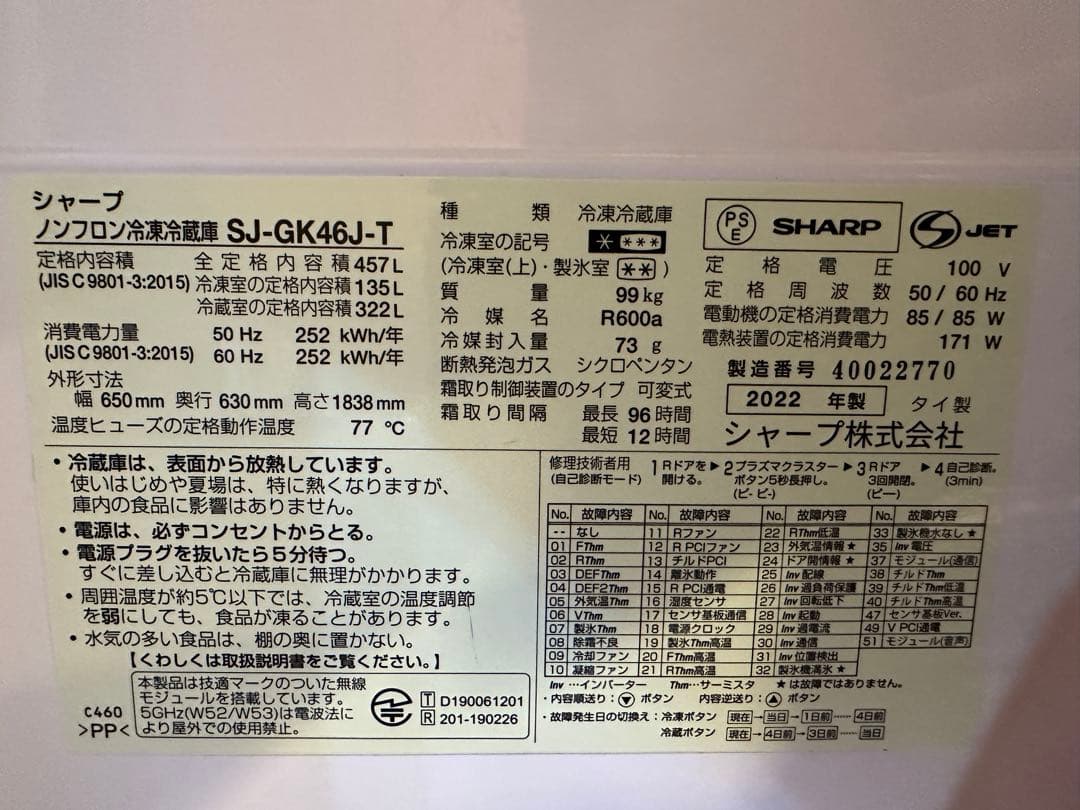 シャープ
ノンフロン冷凍冷蔵庫 SJ-GK46J-T
定格内容積 全定格内容積 457L
(JIS C 9801-3:2015) 冷凍室の定格内容積 135L
冷蔵室の定格内容積 322L
消費電力量 50 Hz 252 kWh/年
(JIS C 9801-3:2015) 60 Hz 252 kWh/年
外形寸法
幅 650mm 奥行 630mm 高さ 1838mm
温度ヒューズの定格動作温度 77 ℃
種類 冷凍冷蔵庫
冷凍室の記号 * ***
(冷凍室(上)・製氷室 ** )
質量 99kg
冷媒名 R600a
冷媒封入量 73 g
断熱発泡ガス シクロペンタン
霜取り制御装置のタイプ 可変式
霜取り間隔 最長 96 時間
最短 12 時間
PSE SHARP S JET
定格電圧 100 V
定格周波数 50 / 60 Hz
電動機の定格消費電力 85 / 85 W
電熱装置の定格消費電力 171 W
製造番号 40022770
2022 年製 タイ製
シャープ株式会社
・冷蔵庫は、表面から放熱しています。
使いはじめや夏場は、特に熱くなりますが、
庫内の食品に影響はありません。
・電源は、必ずコンセントからとる。
・電源プラグを抜いたら5分待つ。
すぐに差し込むと冷蔵庫に無理がかかります。
・周囲温度が約5℃以下では、冷蔵室の温度調節
を弱にしても、食品が凍ることがあります。
・水気の多い食品は、棚の奥に置かない。
【くわしくは取扱説明書をご覧ください。】
C460
>PP<
本製品は技適マークのついた無線
モジュールを搭載しています。
5GHz(W52/W53)は電波法に
より屋外での使用禁止。
T D190061201
R 201-190226
修理技術者用 1 Rドアを ▶ 2 プラズマクラスター ▶ 3 Rドア ▶ 4 自己診断。
(自己診断モード) 開ける。 ボタン5秒長押し。 3回開閉。 (3min)
(ピ- ピ-) (ピー)
No. 故障内容 No. 故障内容 No. 故障内容 No. 故障内容
-- なし 11 Rファン 22 RThm低温 33 製氷機水なし ★
01 FThm 12 R PCIファン 23 外気温情報 ★ 35 Inv 電圧
02 RThm 13 チルドPCI 24 ドア開情報 ★ 37 モジュール(通信)
03 DEFThm 14 離氷動作 25 Inv 配線 38 チルドThm
04 DEF2Thm 15 R PCI通電 26 Inv 過負荷保護 39 チルドThm低温
05 外気温Thm 16 湿度センサ 27 Inv 回転低下 40 チルドThm高温
06 VThm 17 センサ基板通信 28 Inv 起動 47 センサ基板Ver.
07 製氷Thm 18 電源クロック 29 Inv 過電流 49 V PCI通電
08 除霜不良 19 製氷Thm高温 30 Inv 通信 51 モジュール(音声)
09 冷却ファン 20 FThm高温 31 Inv 位置検出
10 凝縮ファン 21 RThm高温 32 製氷機満氷 ★
Inv …インバーター Thm…サーミスタ ★は故障ではありません。
・内容順送り：▼ ボタン 内容逆送り：▲ ボタン
・故障発生日の切換え：冷凍ボタン 現在→当日→1日前……4日前
冷蔵ボタン 現在→4日前→3日前……当日